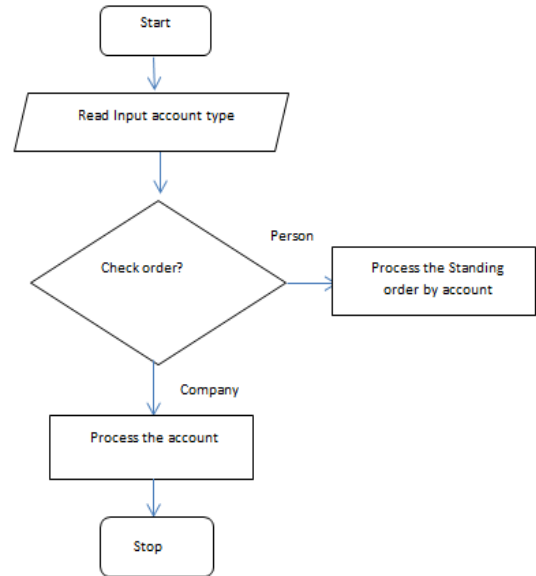 Start
Read Input account type
Person
Check order?
Process the Standing
order by account
Company
Process the account
Stop